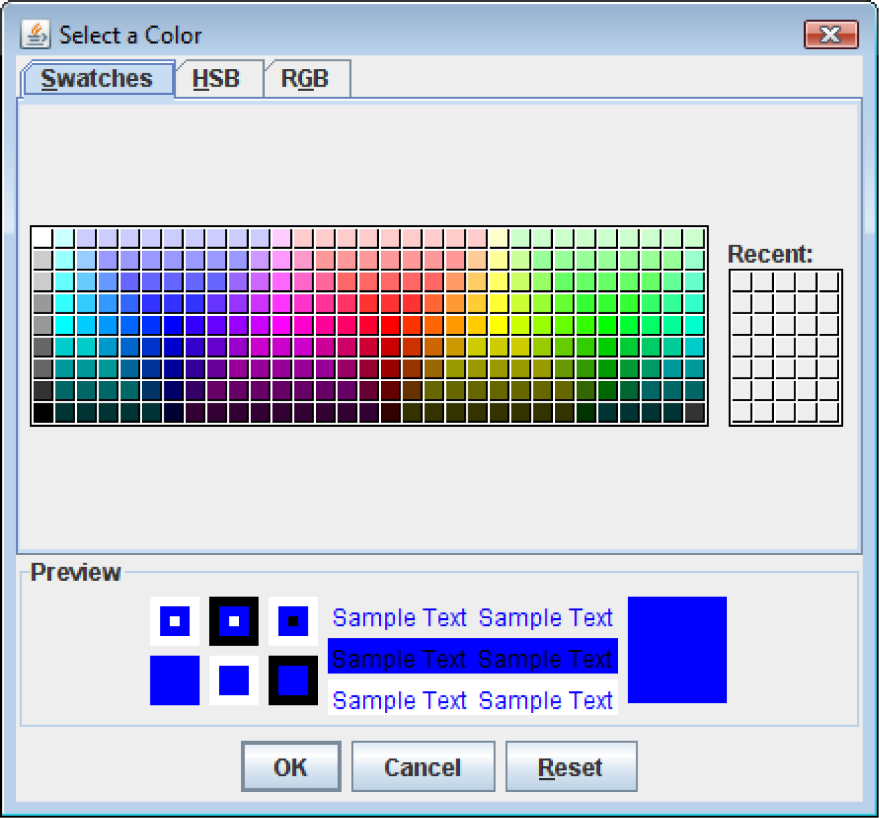 Select a Color
Swatches HSB RGB
Recent:
Preview
Sample Text Sample Text
Sample Text Sample Text
Sample Text Sample Text
OK Cancel Reset